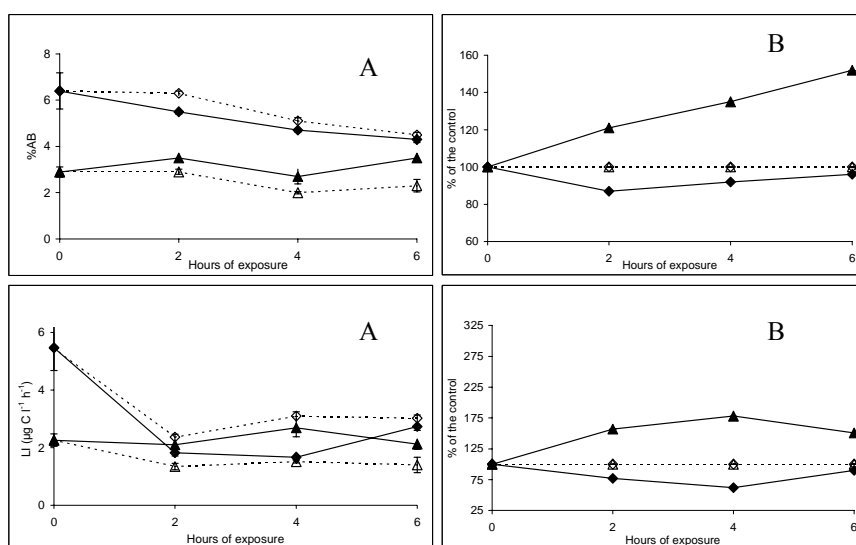 A
8
6
4
2
0
%AB
0 2 4 6
Hours of exposure
B
160
140
120
100
80
60
% of the control
0 2 4 6
Hours of exposure
A
6
4
2
0
LI (µg C l⁻¹ h⁻¹)
0 2 4 6
Hours of exposure
B
325
275
225
175
125
75
25
% of the control
0 2 4 6
Hours of exposure